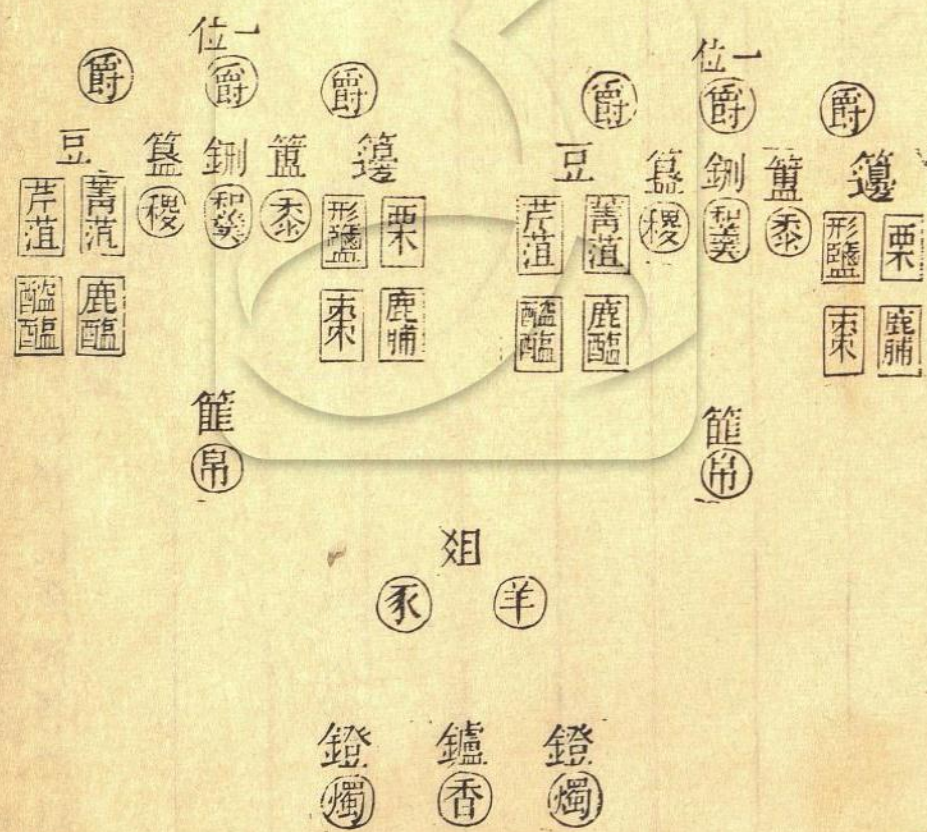 一位
爵 爵 爵
籩 簠 鉶 簋 豆
栗 形鹽 黍 和羹 稷 菁菹 芹菹
鹿脯 棗 鹿醢 醓醢
篚
帛
一位
爵 爵 爵
籩 簠 鉶 簋 豆
栗 形鹽 黍 和羹 稷 菁菹 芹菹
鹿脯 棗 鹿醢 醓醢
篚
帛
俎
羊 豕
鐙 鑪 鐙
燭 香 燭